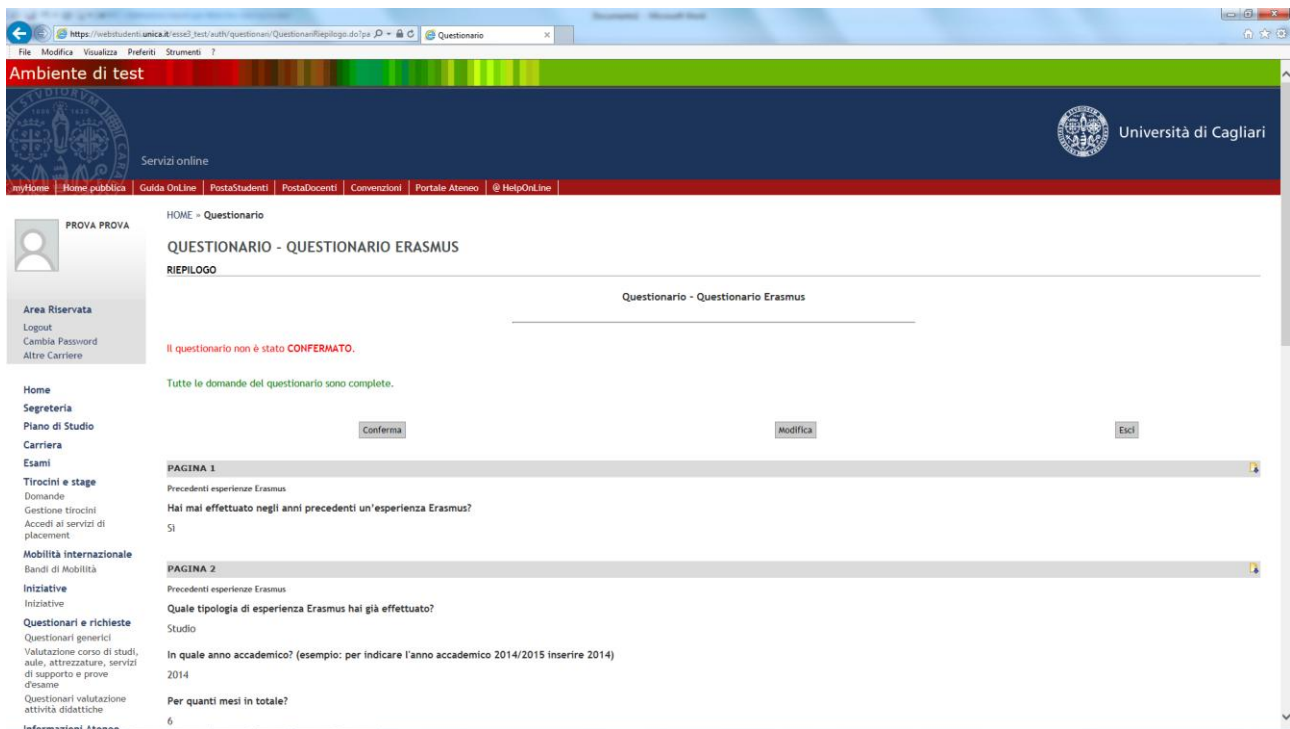 Documento1 - Microsoft Word
https://webstudenti.unica.it/esse3_test/auth/questionari/QuestionariRiepilogo.do?pa
Questionario
File Modifica Visualizza Preferiti Strumenti ?
Ambiente di test
Servizi online
Università di Cagliari
myHome Home pubblica Guida OnLine PostaStudenti PostaDocenti Convenzioni Portale Ateneo @ HelpOnLine
PROVA PROVA
Area Riservata
Logout
Cambia Password
Altre Carriere
Home
Segreteria
Piano di Studio
Carriera
Esami
Tirocini e stage
Domande
Gestione tirocini
Accedi ai servizi di
placement
Mobilità internazionale
Bandi di Mobilità
Iniziative
Iniziative
Questionari e richieste
Questionari generici
Valutazione corso di studi,
aule, attrezzature, servizi
di supporto e prove
d'esame
Questionari valutazione
attività didattiche
Informazioni Ateneo
HOME » Questionario
QUESTIONARIO - QUESTIONARIO ERASMUS
RIEPILOGO
Questionario - Questionario Erasmus
Il questionario non è stato CONFERMATO.
Tutte le domande del questionario sono complete.
Conferma Modifica Esci
PAGINA 1
Precedenti esperienze Erasmus
Hai mai effettuato negli anni precedenti un'esperienza Erasmus?
Sì
PAGINA 2
Precedenti esperienze Erasmus
Quale tipologia di esperienza Erasmus hai già effettuato?
Studio
In quale anno accademico? (esempio: per indicare l'anno accademico 2014/2015 inserire 2014)
2014
Per quanti mesi in totale?
6